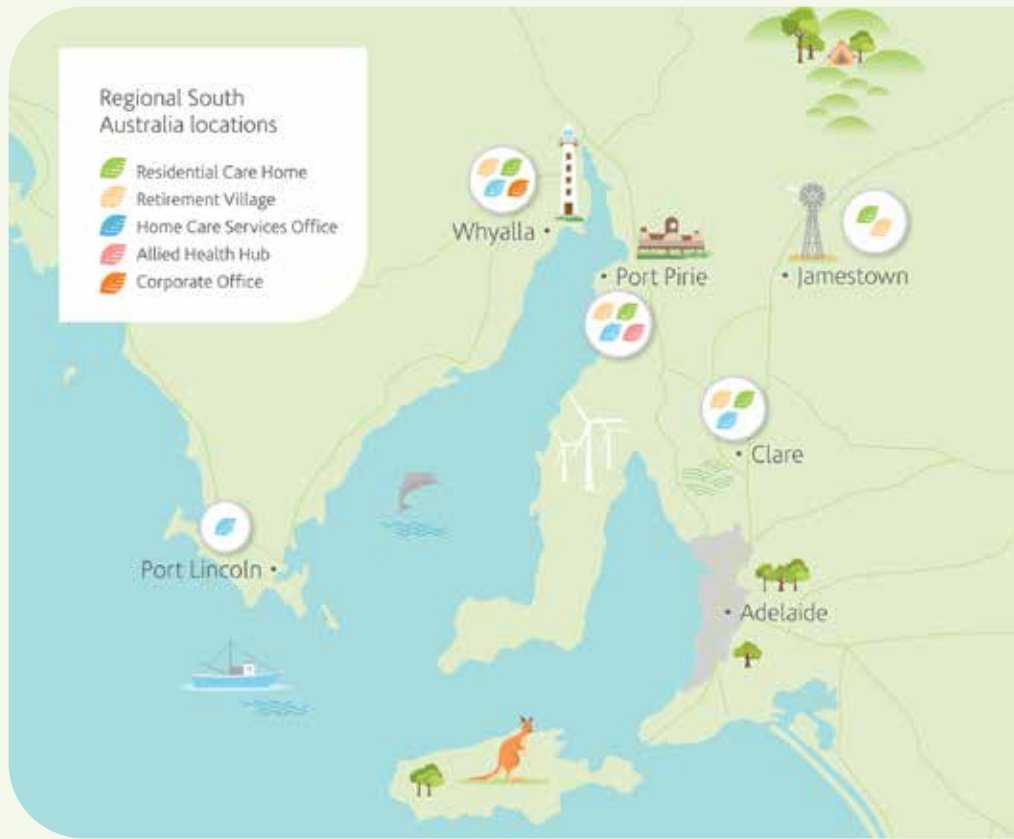 Regional South
Australia locations
Residential Care Home
Retirement Village
Home Care Services Office
Allied Health Hub
Corporate Office
Whyalla
Port Pirie
Jamestown
Clare
Port Lincoln
Adelaide